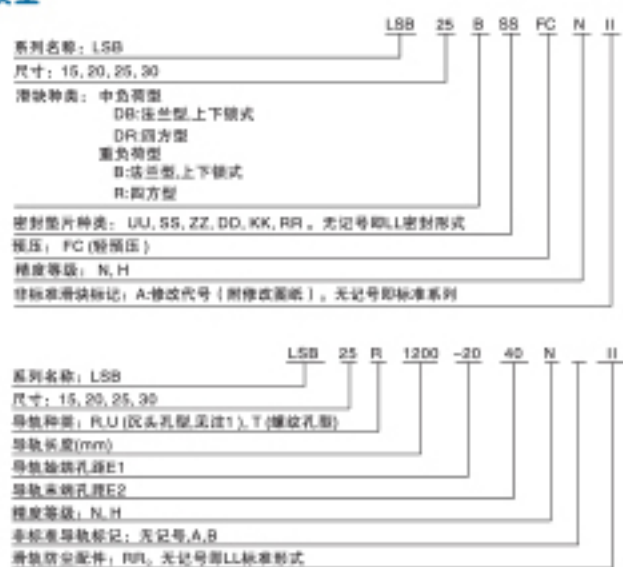 LSB 25 B SS FC N II
系列名称：LSB
尺寸：15, 20, 25, 30
滑块种类： 中负荷型
DB:法兰型,上下锁式
DR:四方型
重负荷型
B:法兰型,上下锁式
R:四方型
密封垫片种类： UU, SS, ZZ, DD, KK, RR 。无记号即LL密封形式
预压： FC (轻预压 )
精度等级： N, H
非标准滑块标记：A:修改代号 ( 附修改图纸 ) 。无记号即标准系列
LSB 25 R 1200 -20 40 N II
系列名称：LSB
尺寸：15, 20, 25, 30
导轨种类：R,U (沉头孔型,见注1 ), T (螺纹孔型)
导轨长度(mm)
导轨始端孔距E1
导轨末端孔距E2
精度等级：N, H
非标准导轨标记：无记号,A,B
滑轨防尘配件：RR。无记号即LL标准形式